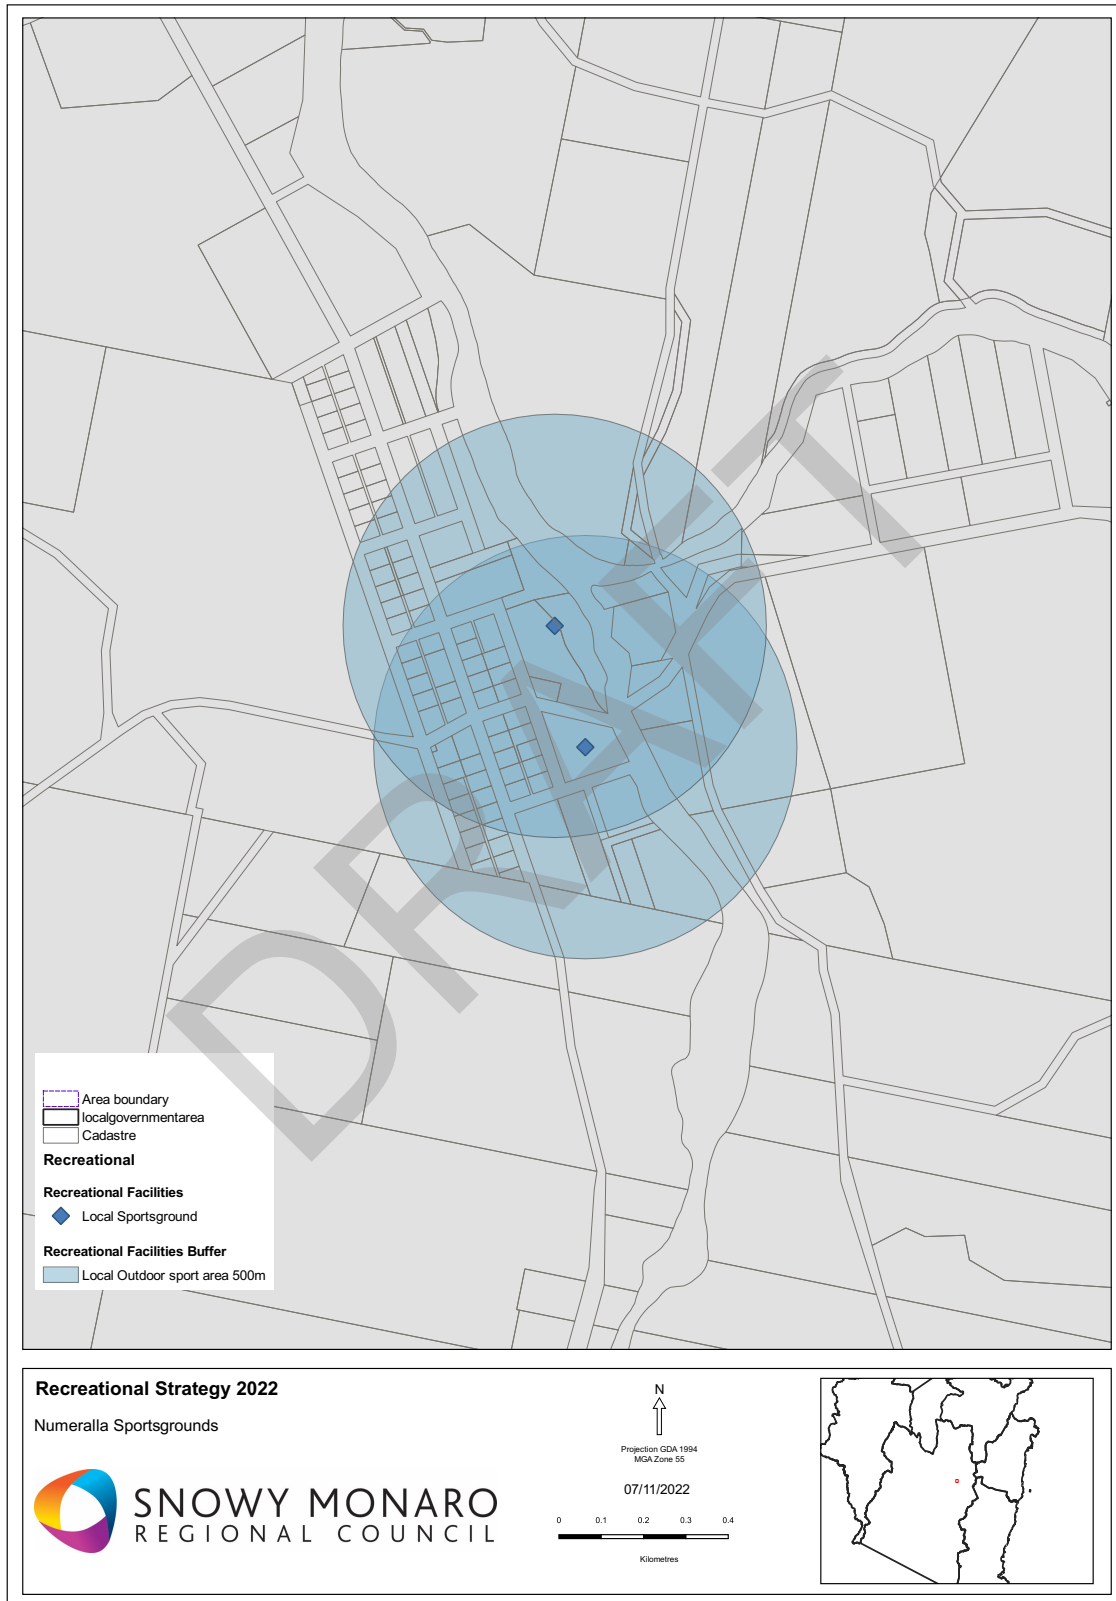 DRAFT
Area boundary
localgovernmentarea
Cadastre
Recreational
Recreational Facilities
Local Sportsground
Recreational Facilities Buffer
Local Outdoor sport area 500m
Recreational Strategy 2022
Numeralla Sportsgrounds
SNOWY MONARO
REGIONAL COUNCIL
N
Projection GDA 1994
MGA Zone 55
07/11/2022
0 0.1 0.2 0.3 0.4
Kilometres